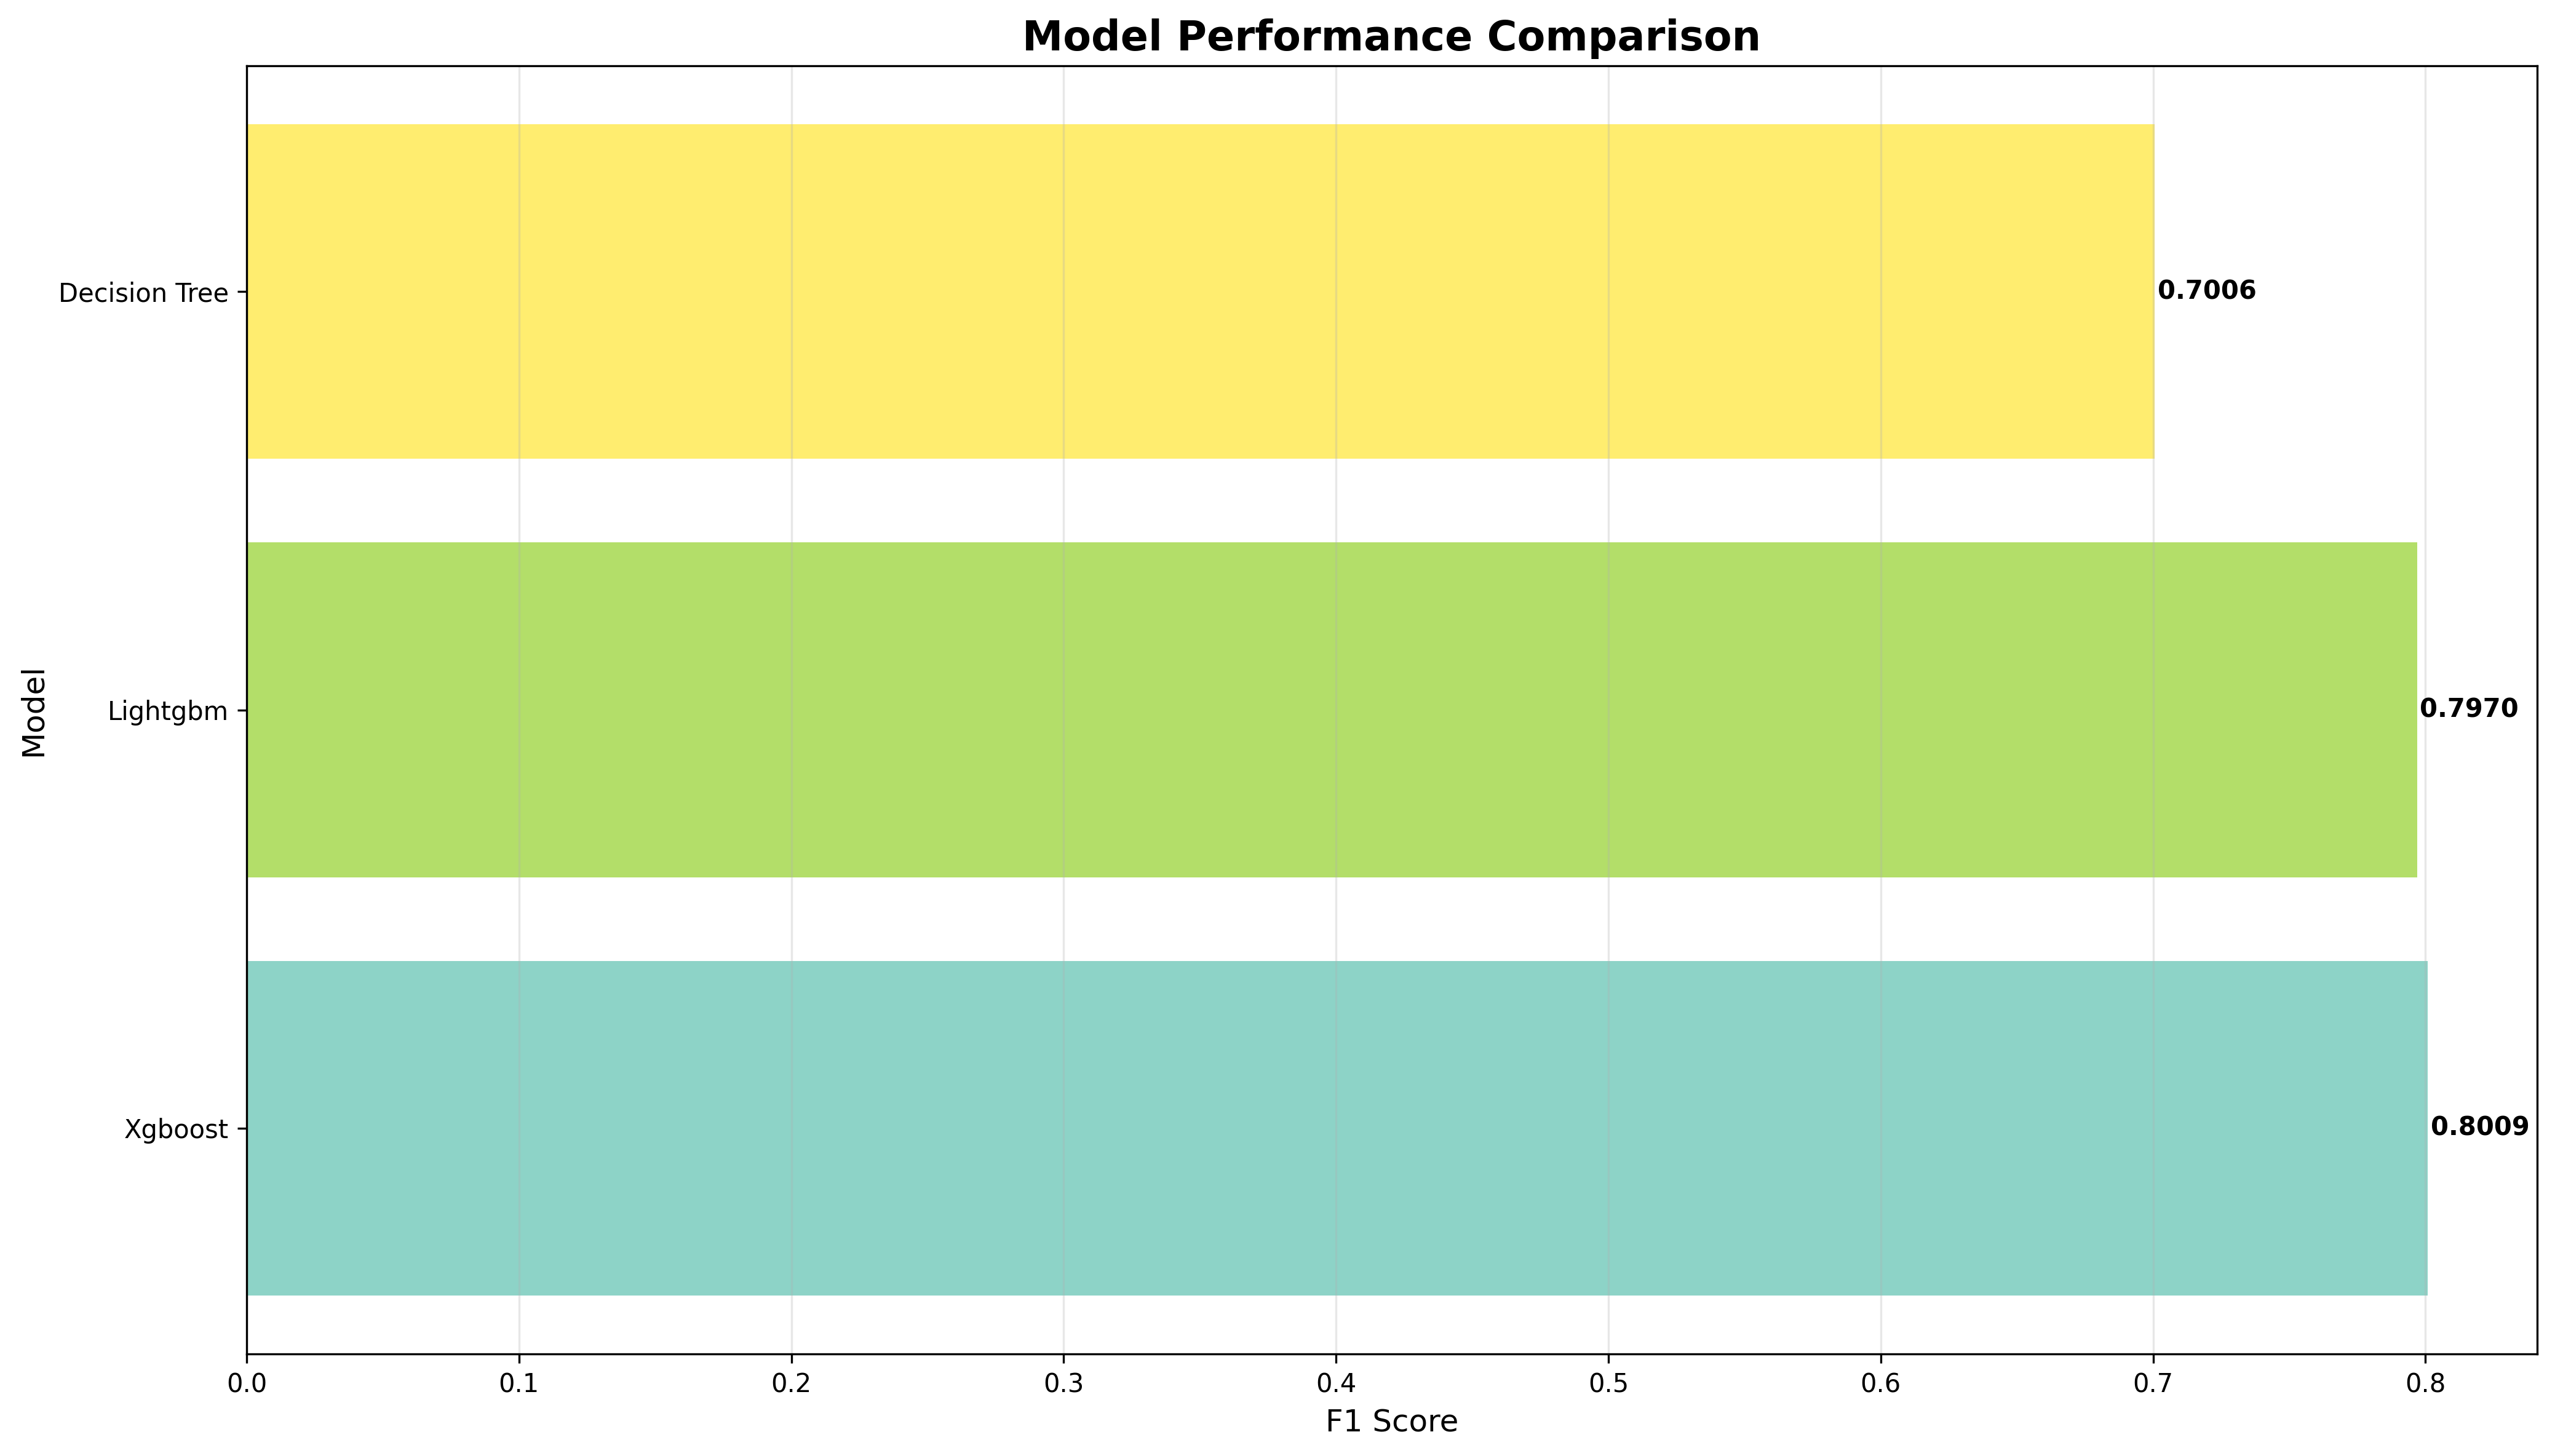 Model Performance Comparison
Decision Tree
0.7006
Model
Lightgbm
0.7970
Xgboost
0.8009
0.0 0.1 0.2 0.3 0.4 0.5 0.6 0.7 0.8
F1 Score